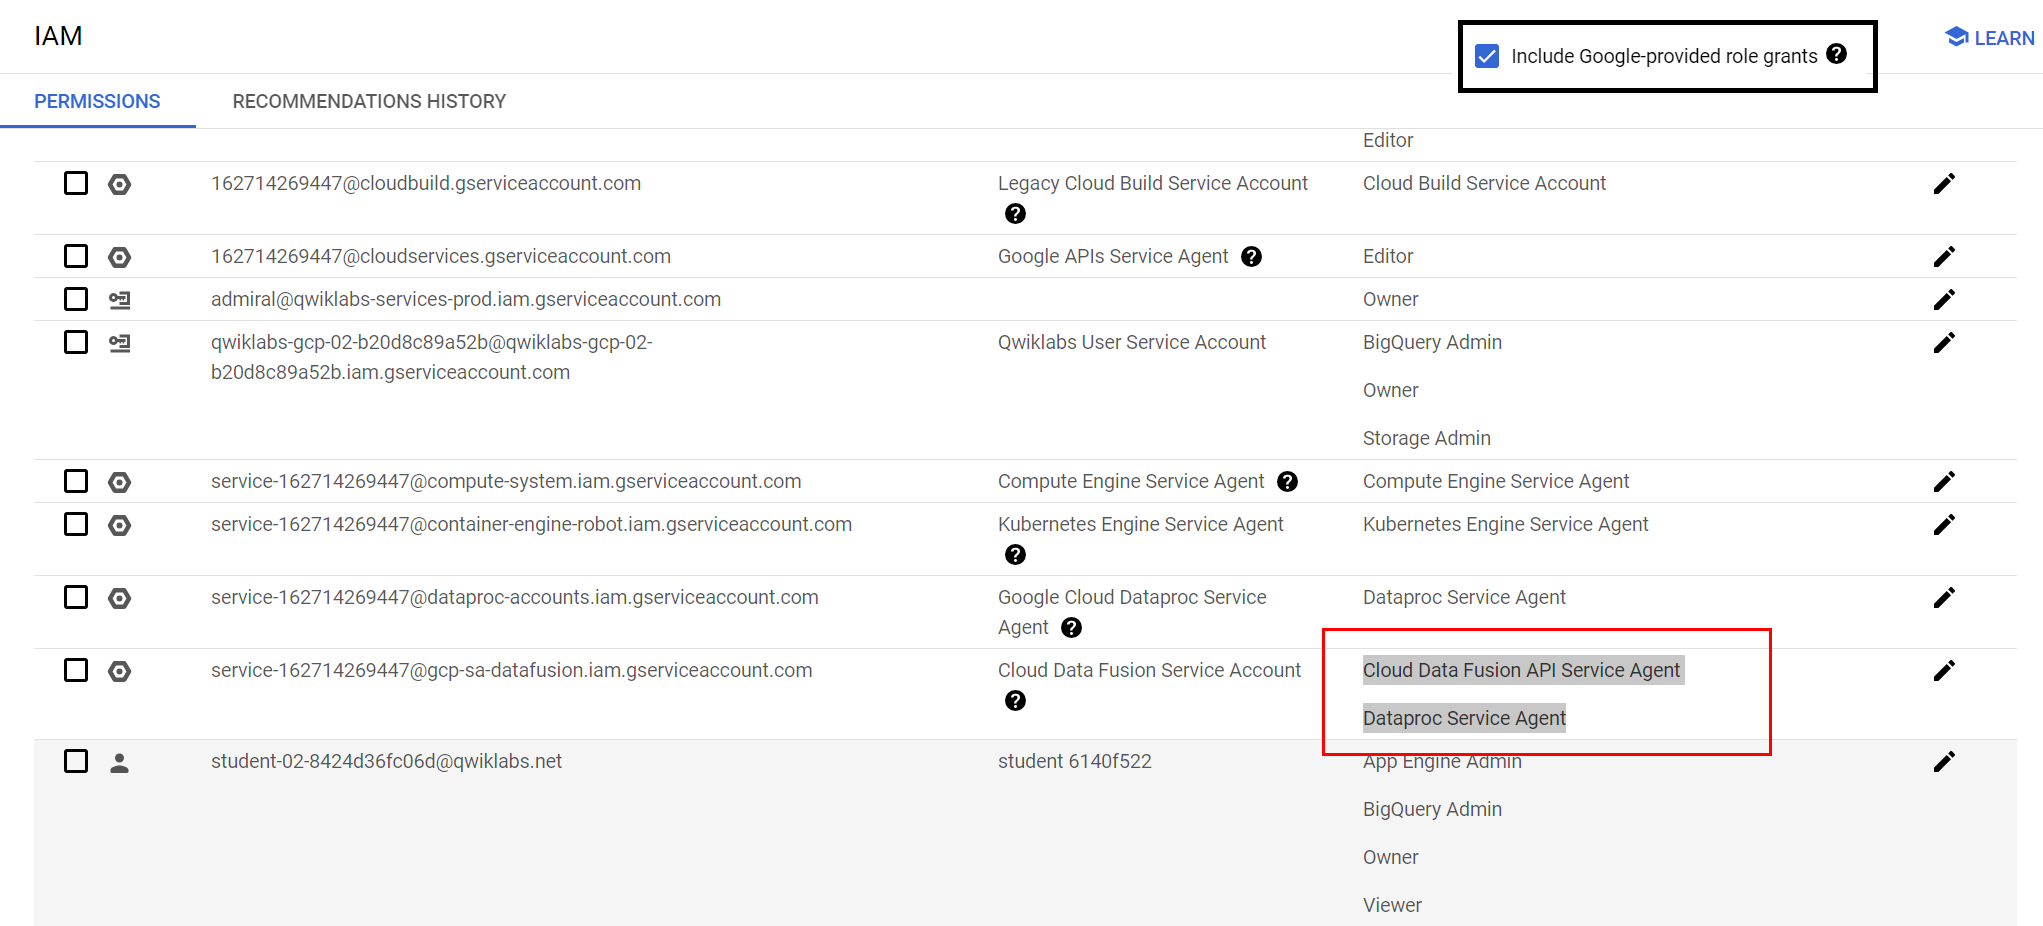 IAM
Include Google-provided role grants
LEARN
PERMISSIONS
RECOMMENDATIONS HISTORY
Editor
162714269447@cloudbuild.gserviceaccount.com
Legacy Cloud Build Service Account
Cloud Build Service Account
162714269447@cloudservices.gserviceaccount.com
Google APIs Service Agent
Editor
admiral@qwiklabs-services-prod.iam.gserviceaccount.com
Owner
qwiklabs-gcp-02-b20d8c89a52b@qwiklabs-gcp-02-
b20d8c89a52b.iam.gserviceaccount.com
Qwiklabs User Service Account
BigQuery Admin
Owner
Storage Admin
service-162714269447@compute-system.iam.gserviceaccount.com
Compute Engine Service Agent
Compute Engine Service Agent
service-162714269447@container-engine-robot.iam.gserviceaccount.com
Kubernetes Engine Service Agent
Kubernetes Engine Service Agent
service-162714269447@dataproc-accounts.iam.gserviceaccount.com
Google Cloud Dataproc Service
Agent
Dataproc Service Agent
service-162714269447@gcp-sa-datafusion.iam.gserviceaccount.com
Cloud Data Fusion Service Account
Cloud Data Fusion API Service Agent
Dataproc Service Agent
student-02-8424d36fc06d@qwiklabs.net
student 6140f522
App Engine Admin
BigQuery Admin
Owner
Viewer